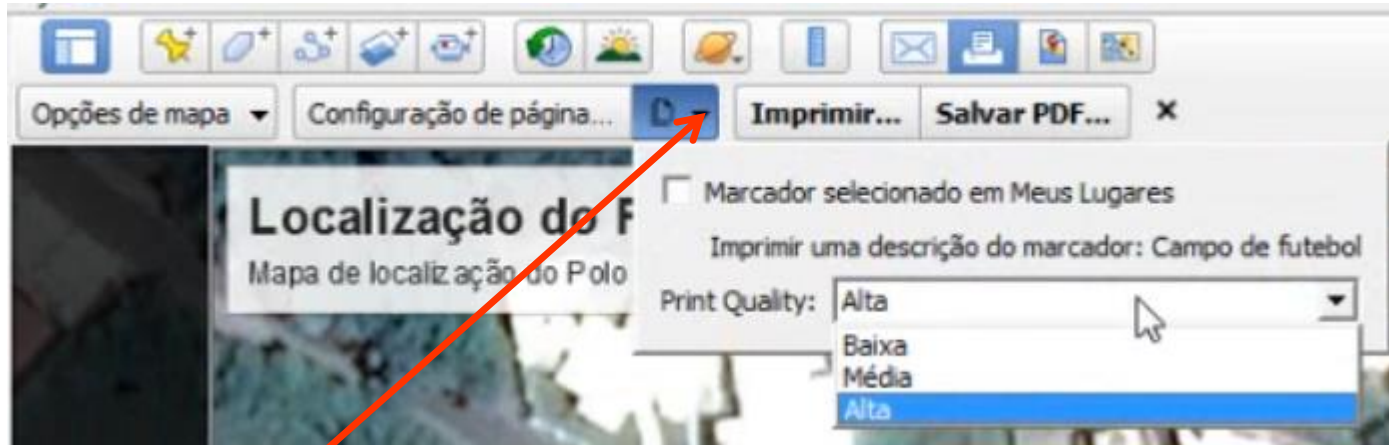 Opções de mapa
Configuração de página...
Imprimir...
Salvar PDF...
Marcador selecionado em Meus Lugares
Localização do
Imprimir uma descrição do marcador: Campo de futebol
Mapa de localização do Polo
Print Quality: Alta
Baixa
Média
Alta